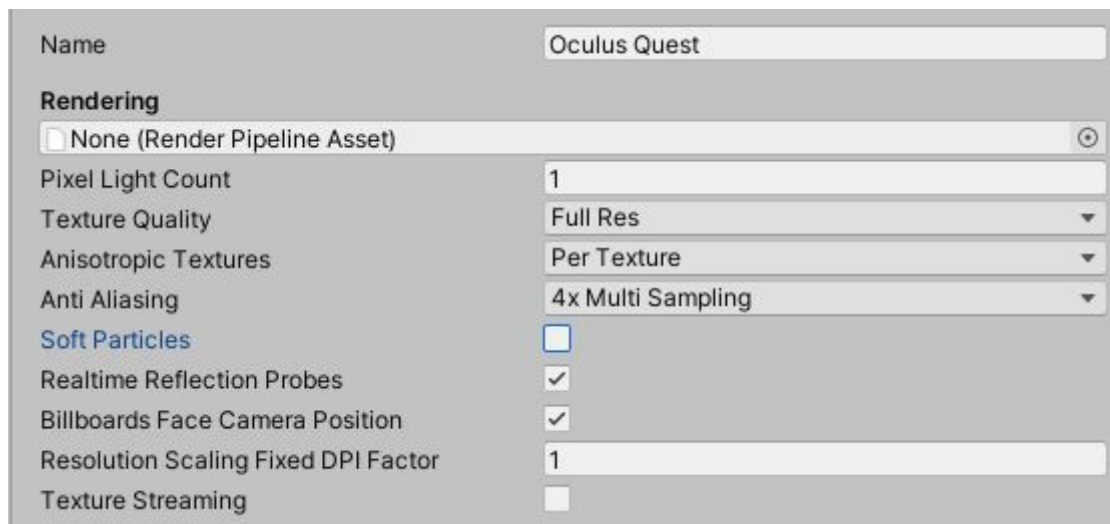 Name Oculus Quest
Rendering
None (Render Pipeline Asset)
Pixel Light Count 1
Texture Quality Full Res
Anisotropic Textures Per Texture
Anti Aliasing 4x Multi Sampling
Soft Particles
Realtime Reflection Probes
Billboards Face Camera Position
Resolution Scaling Fixed DPI Factor 1
Texture Streaming